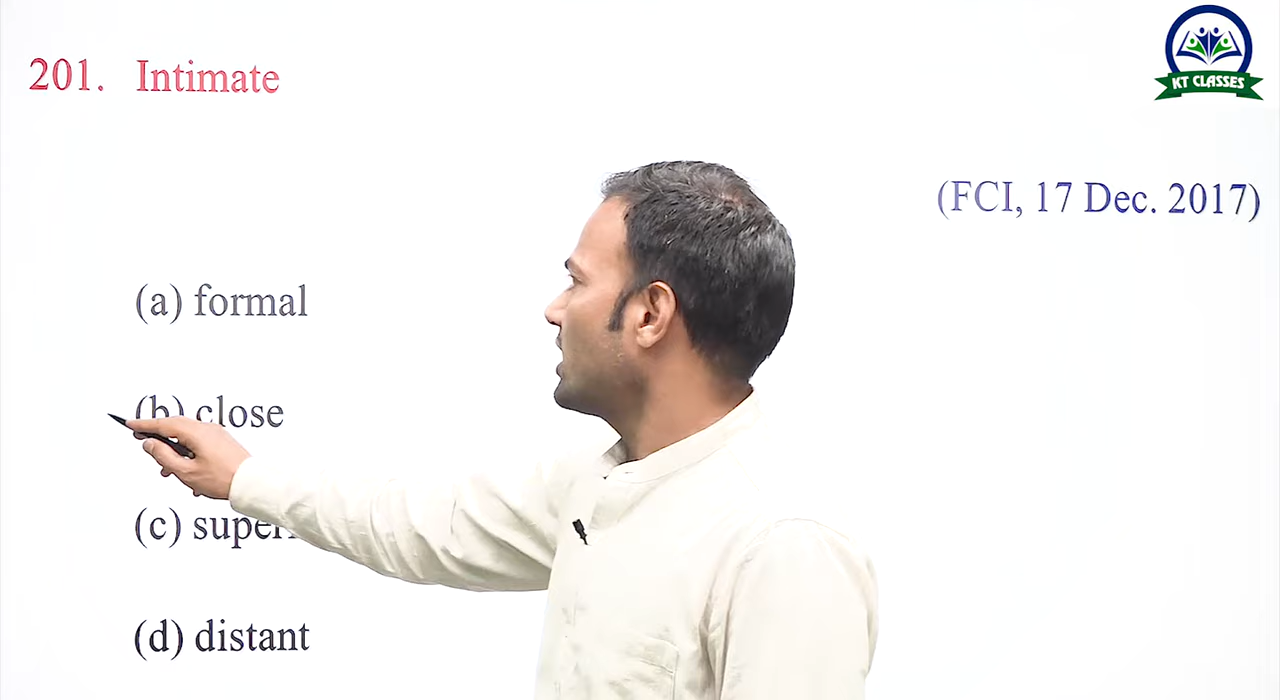 KT CLASSES
201. Intimate
(FCI, 17 Dec. 2017)
(a) formal
(b) close
(c)
(d) distant